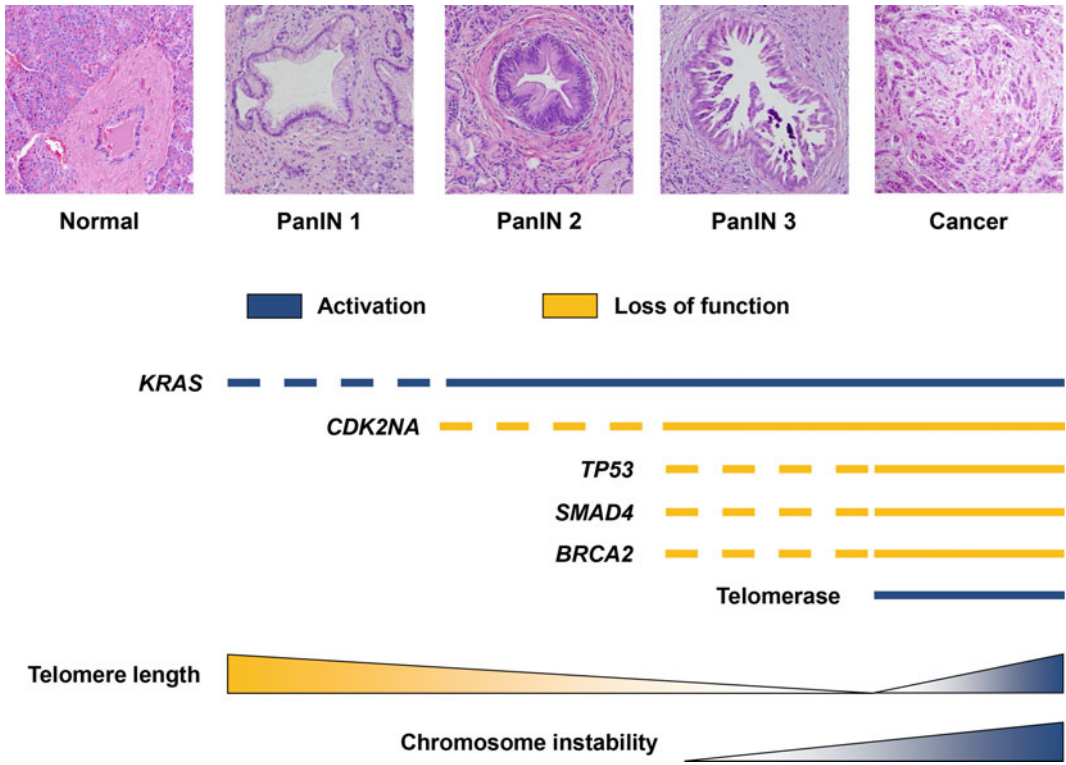 Normal
PanIN 1
PanIN 2
PanIN 3
Cancer
Activation
Loss of function
KRAS
CDK2NA
TP53
SMAD4
BRCA2
Telomerase
Telomere length
Chromosome instability